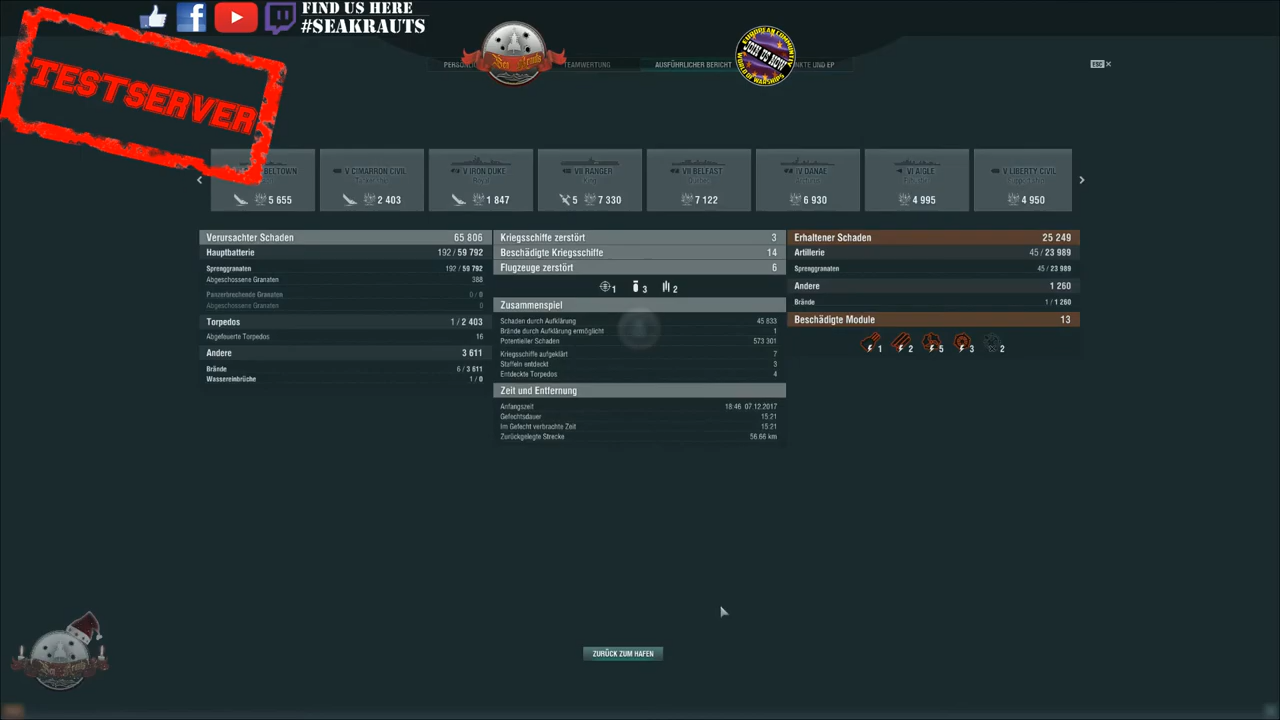 FIND US HERE
#SEAKRAUTS
TESTSERVER
EUROPEAN COMMUNITY
JOIN US NOW
WORLD OF WARSHIPS
TEAMWERTUNG
AUSFÜHRLICHER BERICHT
ESC
V CIMARRON CIVIL
V IRON DUKE
VII RANGER
VII BELFAST
V DANAE
VI AIGLE
V LIBERTY CIVIL
5 655
2 403
1 847
5
7 330
7 122
6 930
4 995
4 950
Verursachter Schaden 65 806
Hauptbatterie 192 / 59 792
Sprenggranaten 192 / 59 792
Abgeschossene Granaten 388
Panzerbrechende Granaten 0 / 0
Abgeschossene Granaten 0
Torpedos 1 / 2 403
Abgefeuerte Torpedos 16
Andere 3 611
Brände 6 / 3 611
Wassereinbrüche 1 / 0
Kriegsschiffe zerstört 3
Beschädigte Kriegsschiffe 14
Flugzeuge zerstört 6
1 3 2
Zusammenspiel
Schaden durch Aufklärung 45 833
Brände durch Aufklärung ermöglicht 1
Potentieller Schaden 573 301
Kriegsschiffe aufgeklärt 7
Staffeln entdeckt 3
Entdeckte Torpedos 4
Zeit und Entfernung
Anfangszeit 18:46 07.12.2017
Gefechtsdauer 15:21
Im Gefecht verbrachte Zeit 15:21
Zurückgelegte Strecke 56.66 km
Erhaltener Schaden 25 249
Artillerie 45 / 23 989
Sprenggranaten 45 / 23 989
Andere 1 260
Brände 1 / 1 260
Beschädigte Module 13
1 2 5 3 2
ZURÜCK ZUM HAFEN